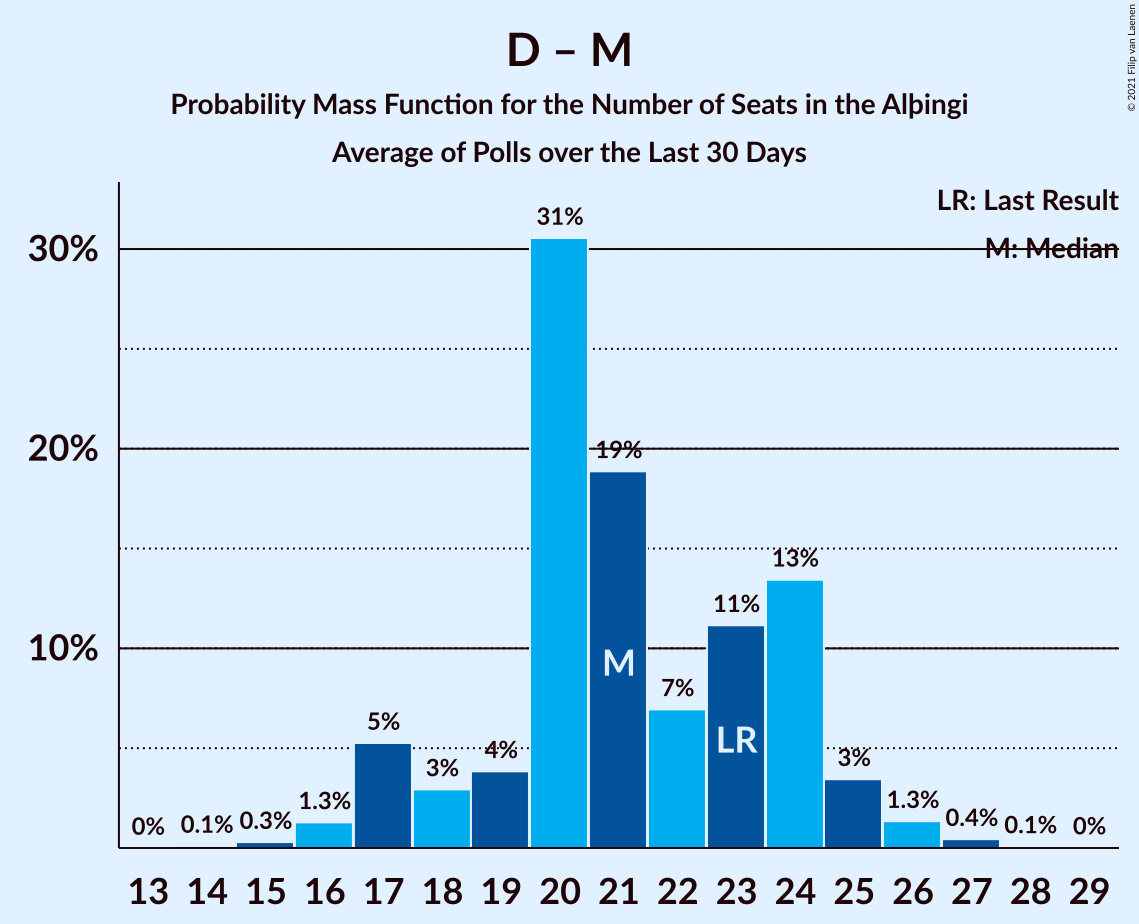 D – M
Probability Mass Function for the Number of Seats in the Alþingi
Average of Polls over the Last 30 Days
© 2021 Filip van Laenen
LR: Last Result
M: Median
30%
20%
10%
0%
0.1%
0.3%
1.3%
5%
3%
4%
31%
19%
7%
11%
13%
3%
1.3%
0.4%
0.1%
0%
M
LR
13 14 15 16 17 18 19 20 21 22 23 24 25 26 27 28 29